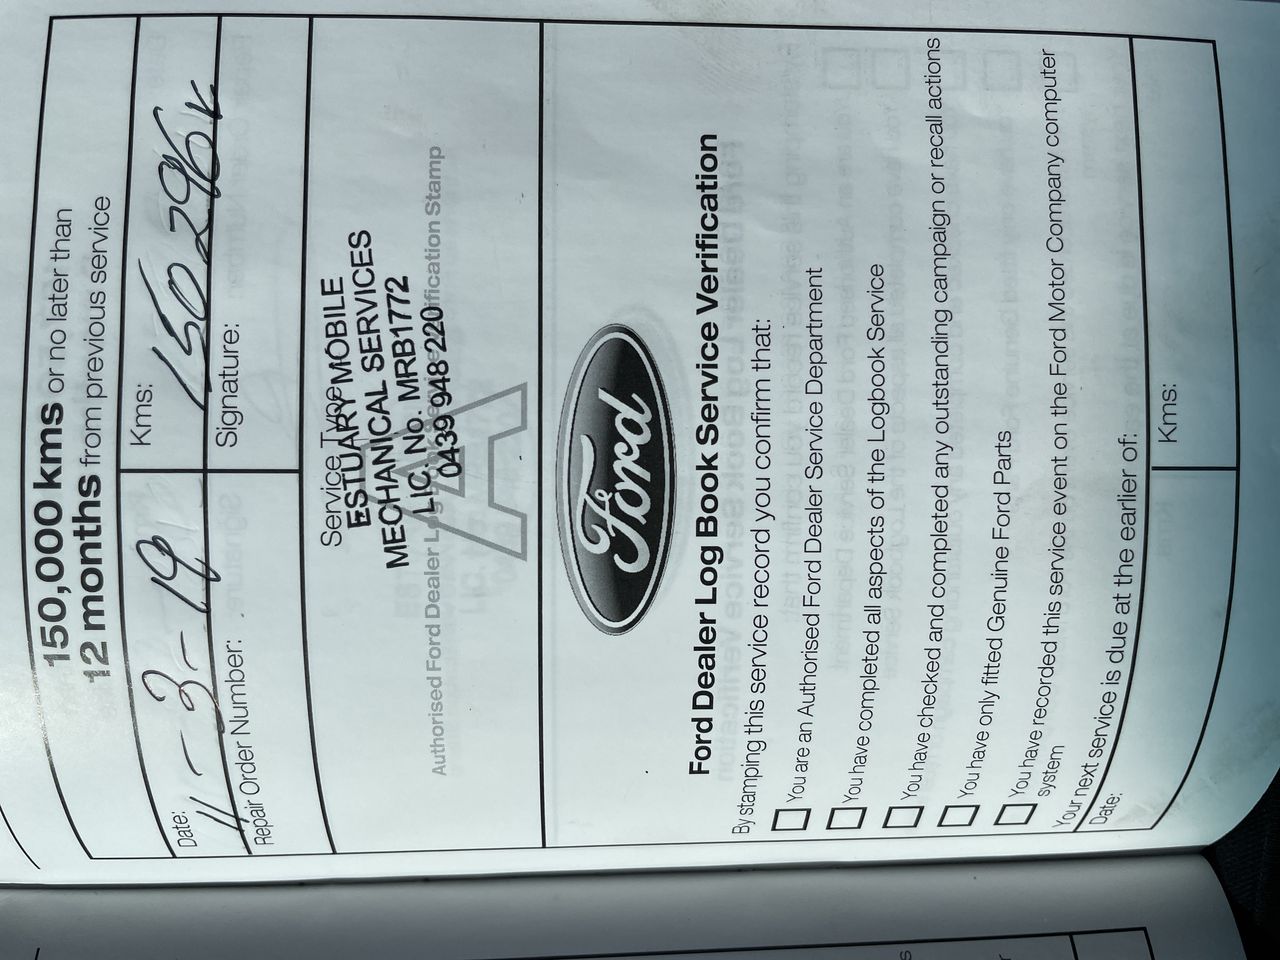 150,000 kms or no later than
12 months from previous service
Date: 11-3-19
Kms: 150296K
Repair Order Number:
Signature:
Service Type
ESTUARY MOBILE
MECHANICAL SERVICES
LIC. No. MRB1772
0439 948 220
Authorised Ford Dealer Log Service Verification Stamp
A
Ford
Ford Dealer Log Book Service Verification
By stamping this service record you confirm that:
You are an Authorised Ford Dealer Service Department
You have completed all aspects of the Logbook Service
You have checked and completed any outstanding campaign or recall actions
You have only fitted Genuine Ford Parts
You have recorded this service event on the Ford Motor Company computer
system
Your next service is due at the earlier of:
Date:
Kms: